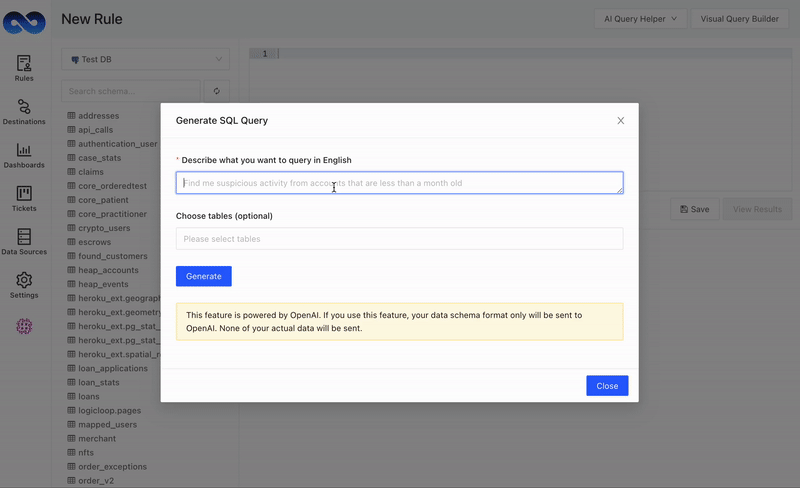 New Rule
AI Query Helper
Visual Query Builder
Rules
Destinations
Dashboards
Tickets
Data Sources
Settings
Test DB
Search schema...
addresses
api_calls
authentication_user
case_stats
claims
core_orderedtest
core_patient
core_practitioner
crypto_users
escrows
found_customers
heap_accounts
heap_events
heroku_ext.geograph
heroku_ext.geometry
heroku_ext.pg_stat_
heroku_ext.pg_stat_
heroku_ext.spatial_r
loan_applications
loan_stats
loans
logicloop.pages
mapped_users
merchant
nfts
order_exceptions
order_v2
1
Save
View Results
Generate SQL Query
* Describe what you want to query in English
Find me suspicious activity from accounts that are less than a month old
Choose tables (optional)
Please select tables
Generate
This feature is powered by OpenAI. If you use this feature, your data schema format only will be sent to
OpenAI. None of your actual data will be sent.
Close